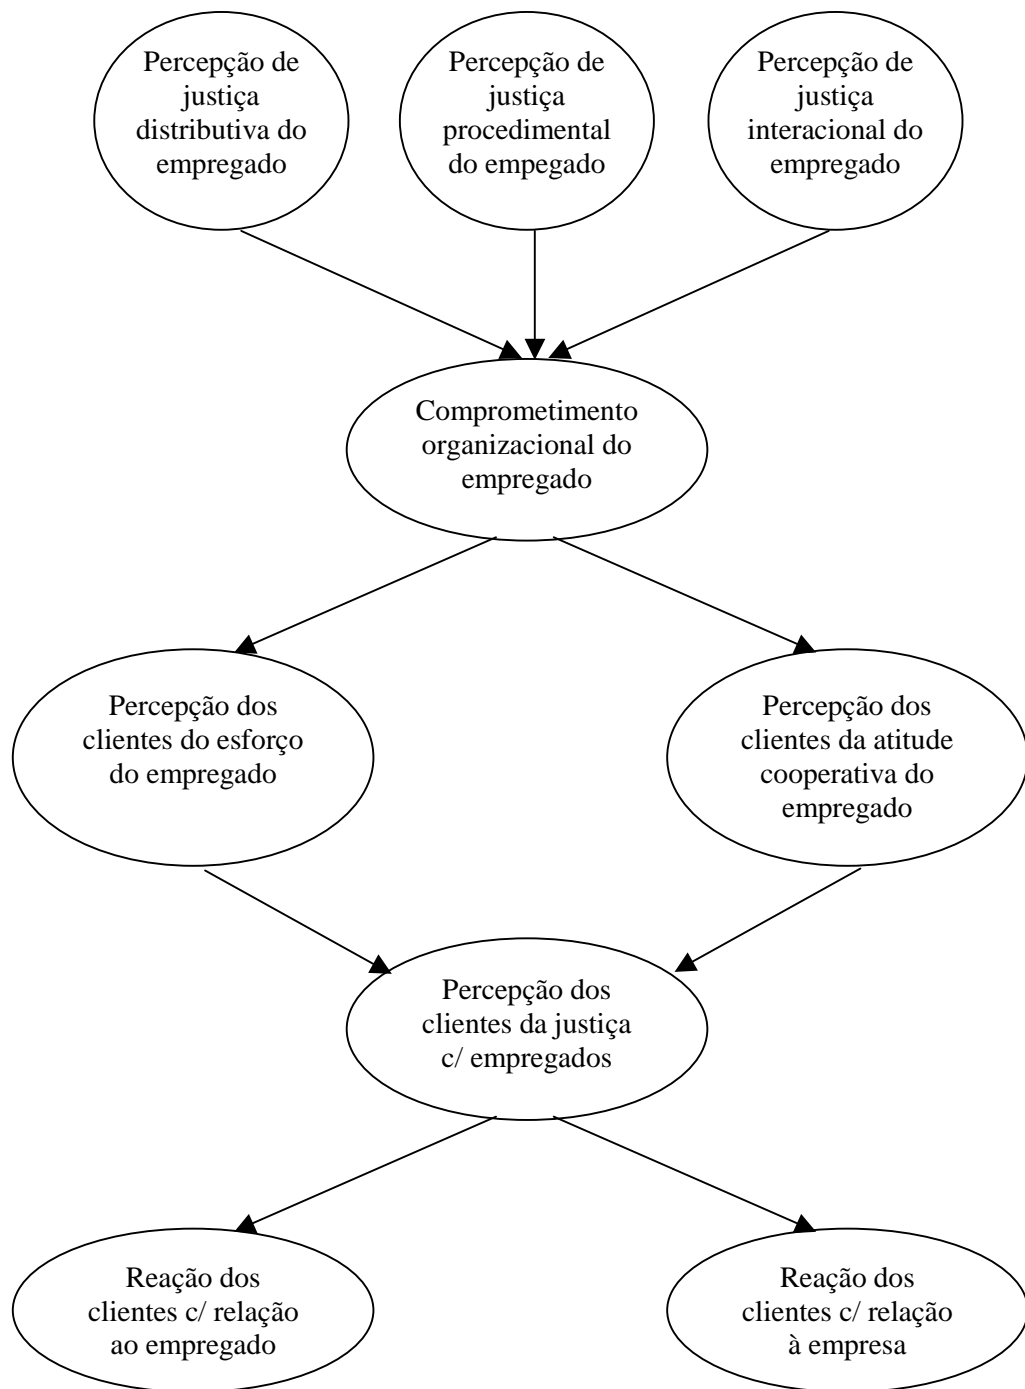 Percepção de
justiça
distributiva do
empregado
Percepção de
justiça
procedimental
do empegado
Percepção de
justiça
interacional do
empregado
Comprometimento
organizacional do
empregado
Percepção dos
clientes do esforço
do empregado
Percepção dos
clientes da atitude
cooperativa do
empregado
Percepção dos
clientes da justiça
c/ empregados
Reação dos
clientes c/ relação
ao empregado
Reação dos
clientes c/ relação
à empresa